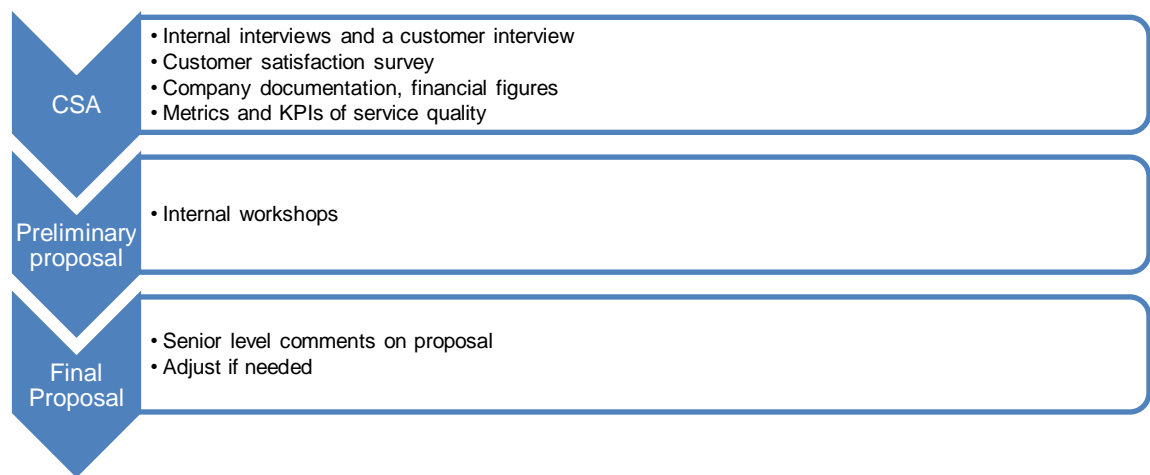 CSA
• Internal interviews and a customer interview
• Customer satisfaction survey
• Company documentation, financial figures
• Metrics and KPIs of service quality
Preliminary
proposal
• Internal workshops
Final
Proposal
• Senior level comments on proposal
• Adjust if needed